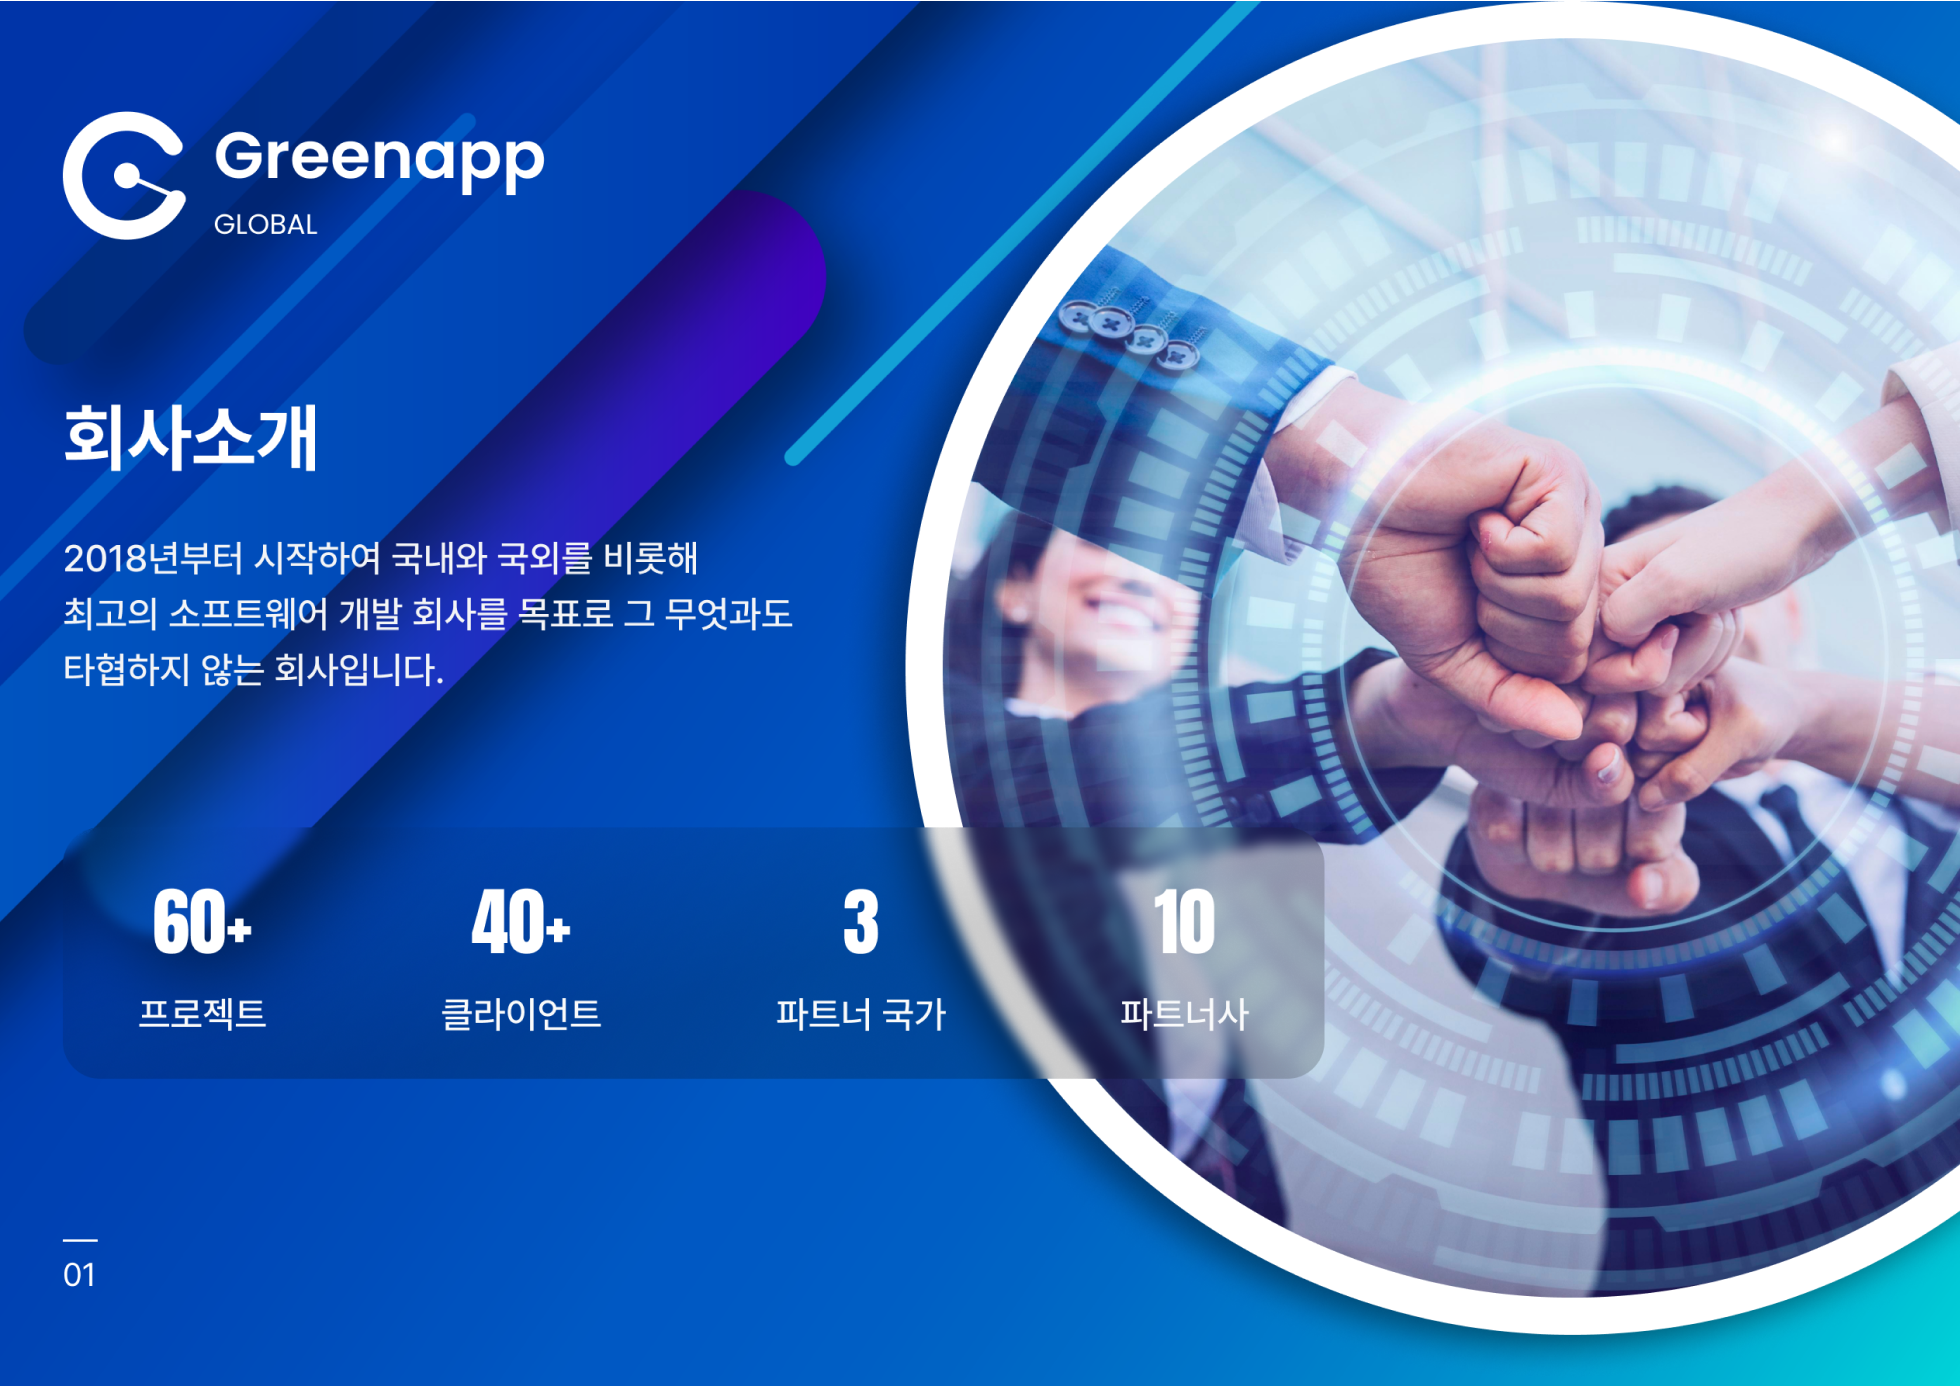 Greenapp
GLOBAL
회사소개
2018년부터 시작하여 국내와 국외를 비롯해
최고의 소프트웨어 개발 회사를 목표로 그 무엇과도
타협하지 않는 회사입니다.
60+
프로젝트
40+
클라이언트
3
파트너 국가
10
파트너사
01